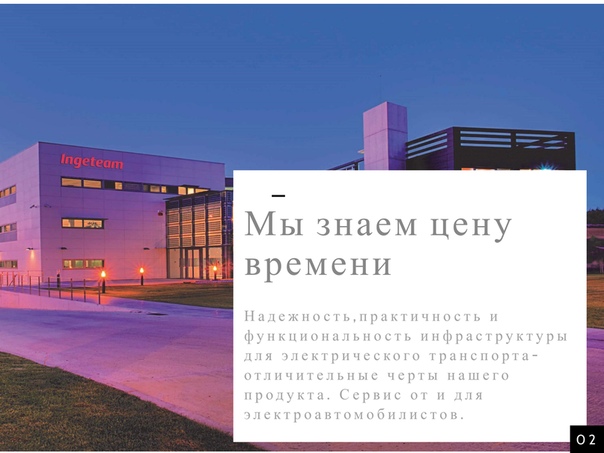 Ingeteam
Мы знаем цену
времени
Надежность,практичность и
функциональность инфраструктуры
для электрического транспорта-
отличительные черты нашего
продукта. Сервис от и для
электроавтомобилистов.
02